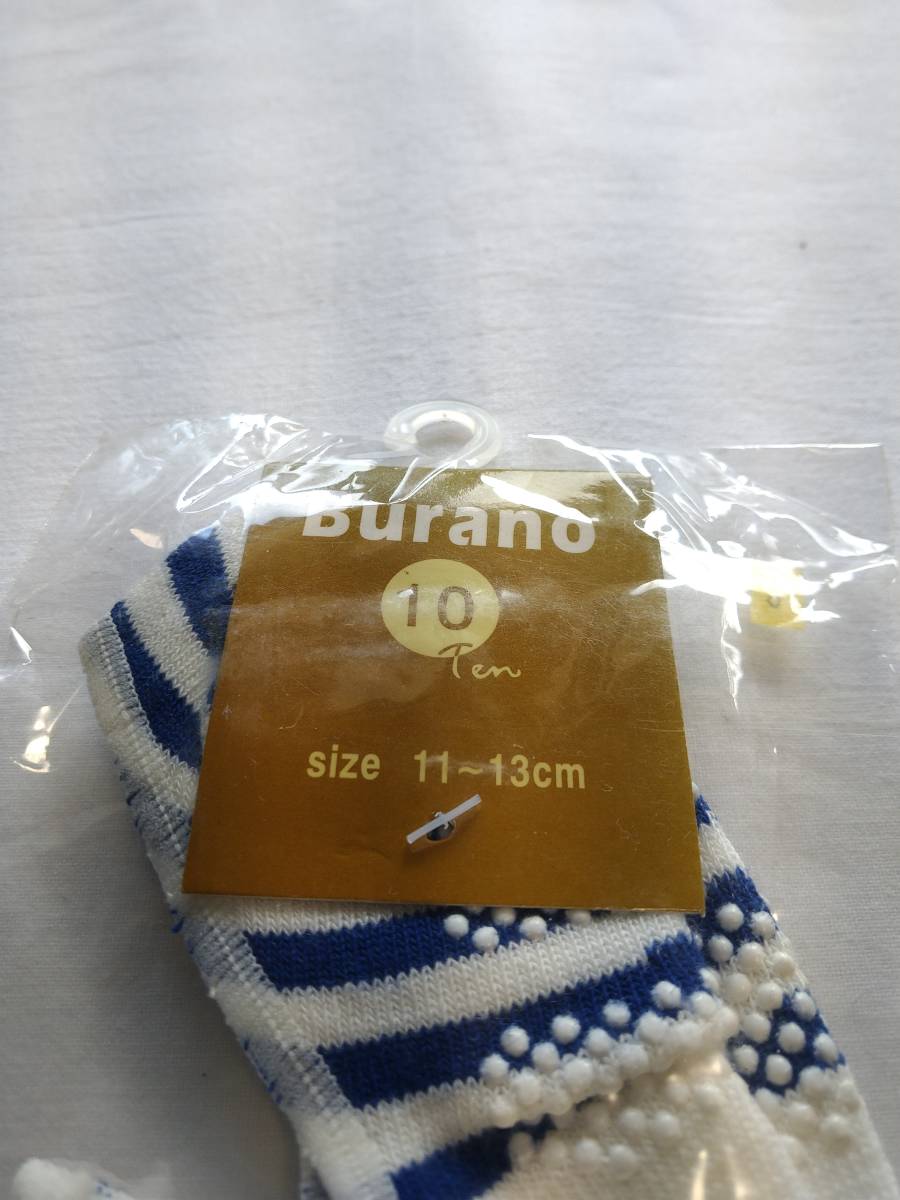 Burano
10
Ten
size 11~13cm